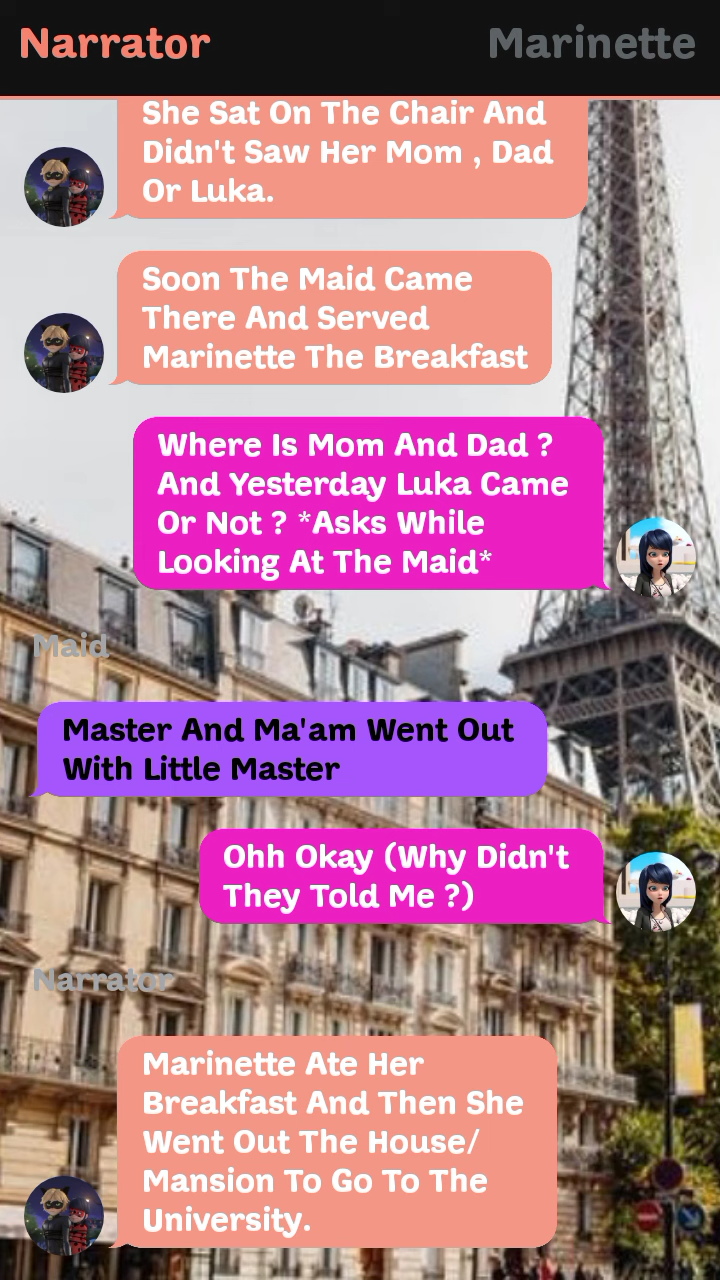 Narrator
Marinette
She Sat On The Chair And
Didn't Saw Her Mom , Dad
Or Luka.
Soon The Maid Came
There And Served
Marinette The Breakfast
Where Is Mom And Dad ?
And Yesterday Luka Came
Or Not ? *Asks While
Looking At The Maid*
Maid
Master And Ma'am Went Out
With Little Master
Ohh Okay (Why Didn't
They Told Me ?)
Narrator
Marinette Ate Her
Breakfast And Then She
Went Out The House/
Mansion To Go To The
University.